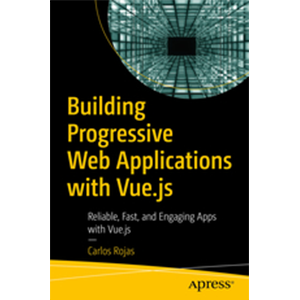 Building
Progressive
Web Applications
with Vue.js
Reliable, Fast, and Engaging Apps
with Vue.js
—
Carlos Rojas
Apress®